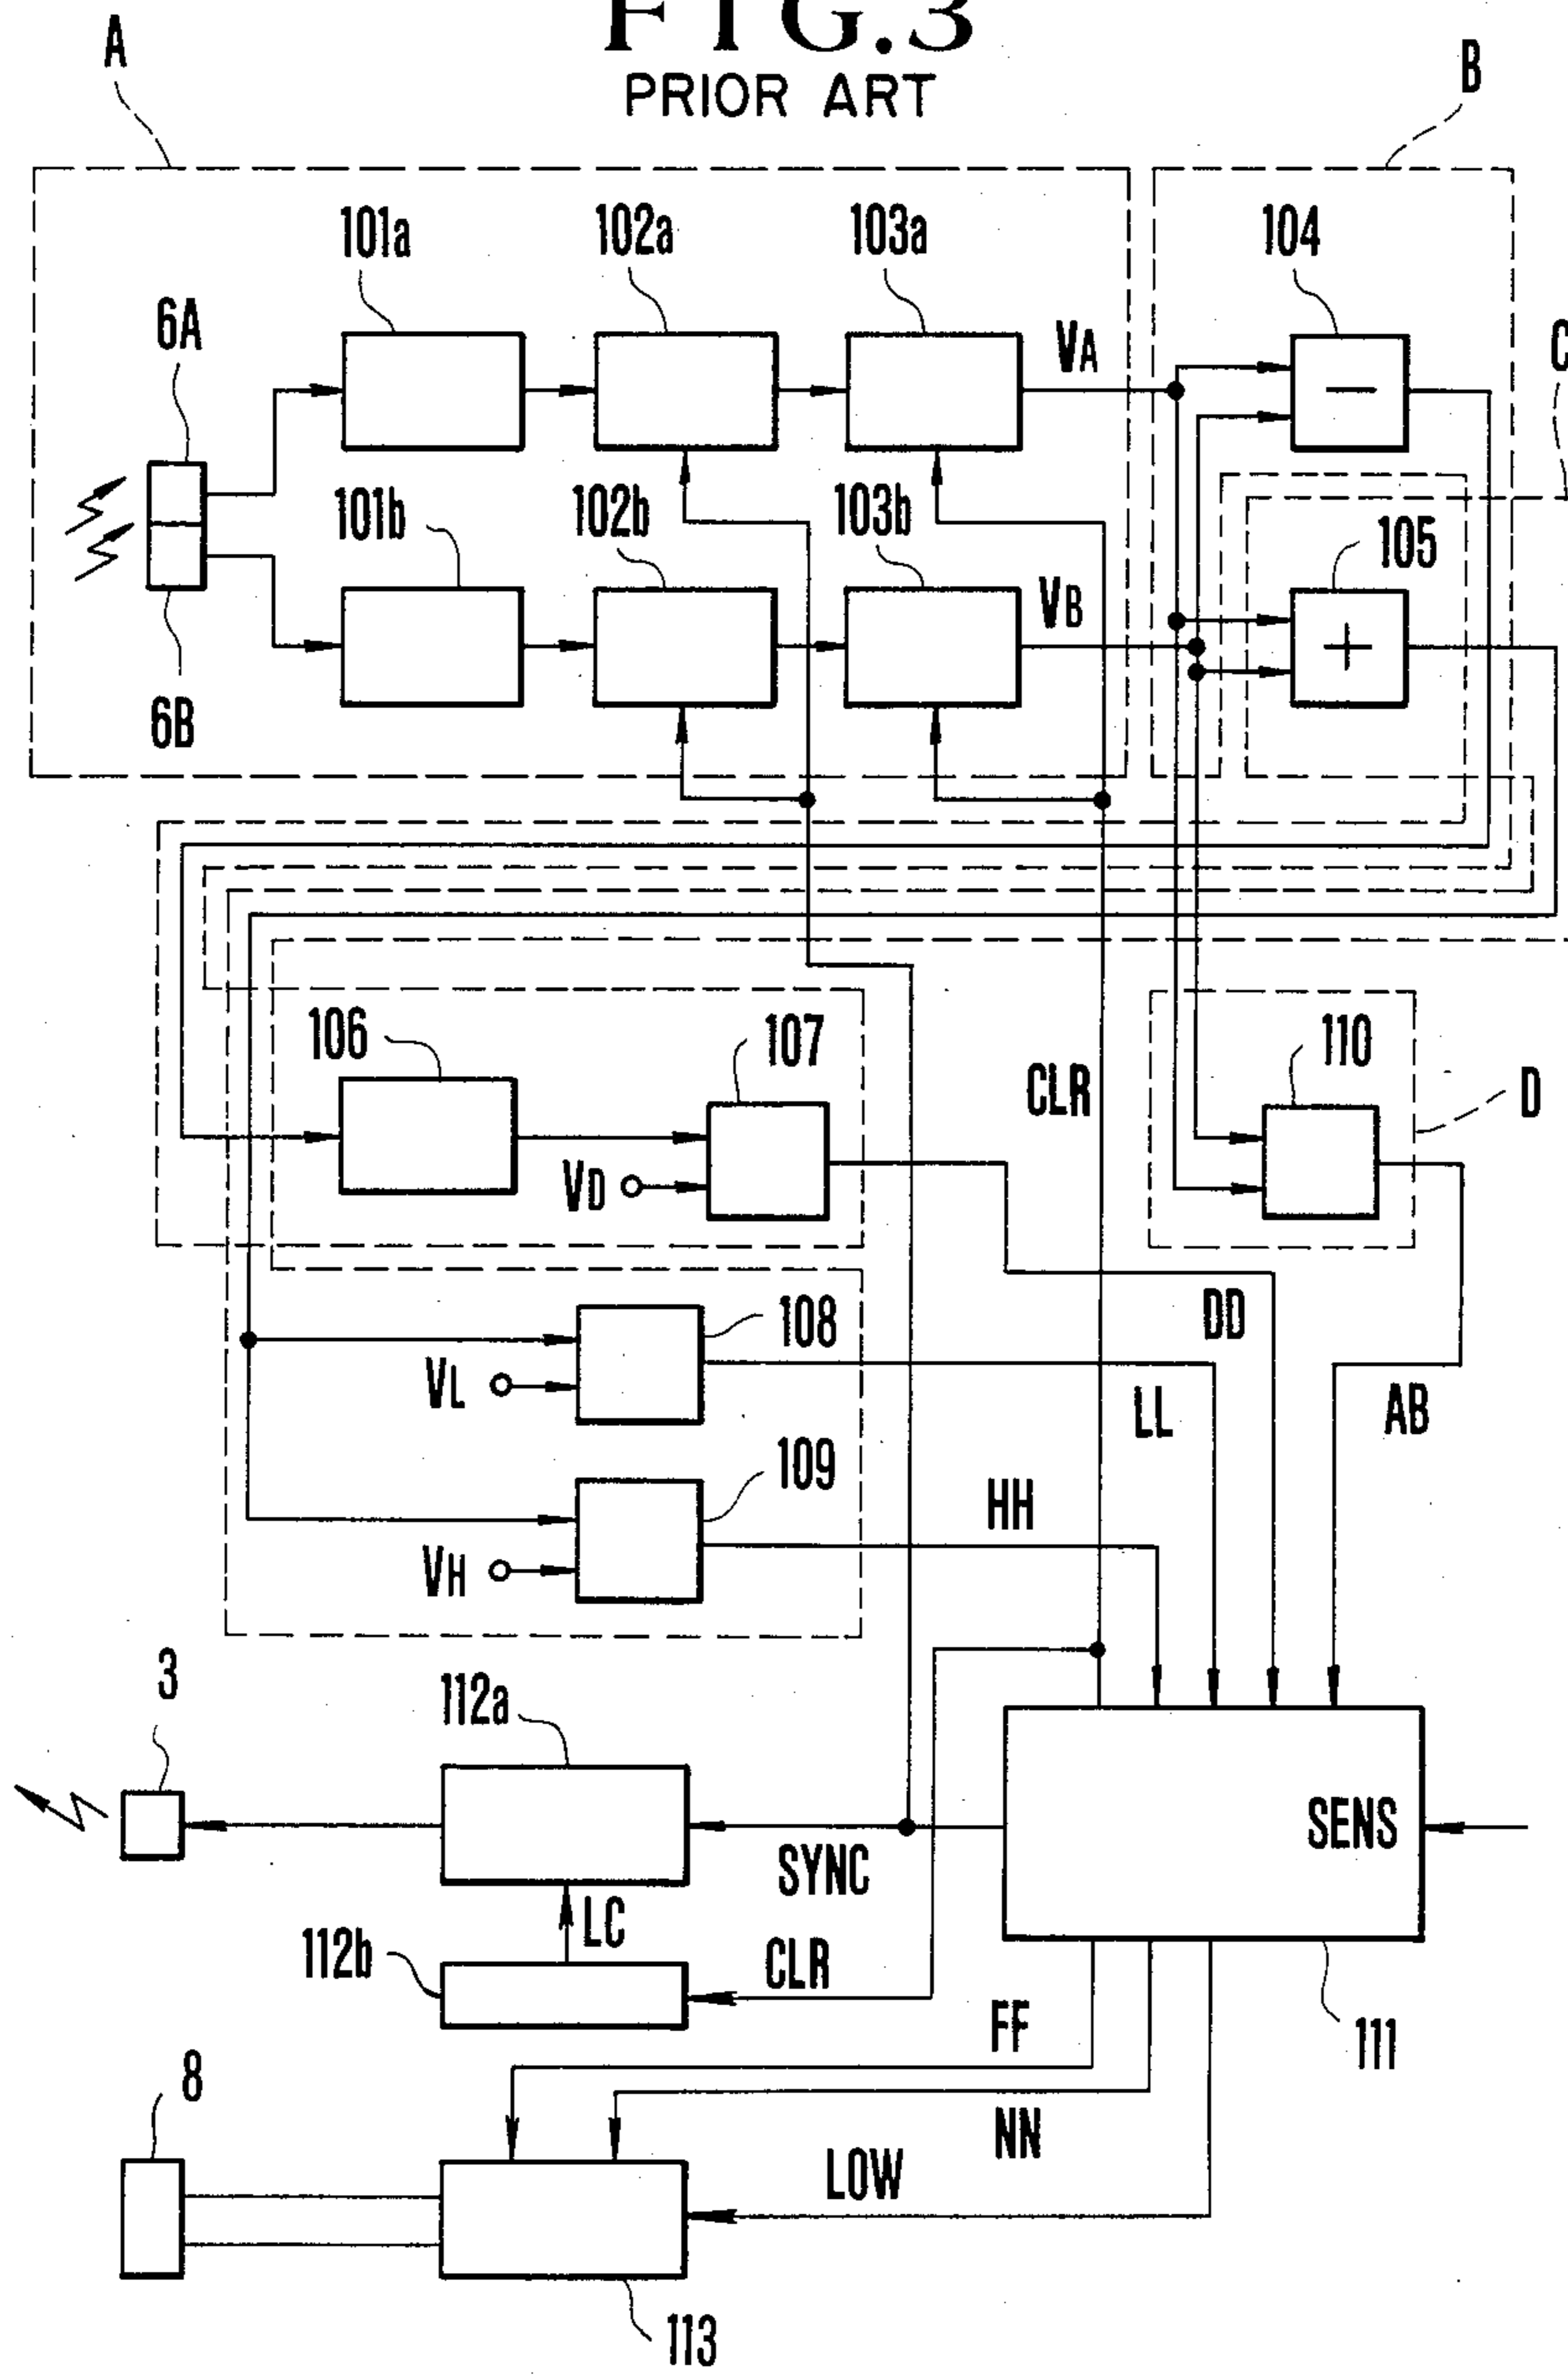 FIG.3
PRIOR ART
A
B
101a
102a
103a
104
6A
VA
C
101b
102b
103b
105
VB
6B
106
107
CLR
110
D
VD
108
DD
VL
LL
AB
109
HH
VH
3
112a
SENS
SYNC
LC
112b
CLR
FF
111
8
NN
LOW
113